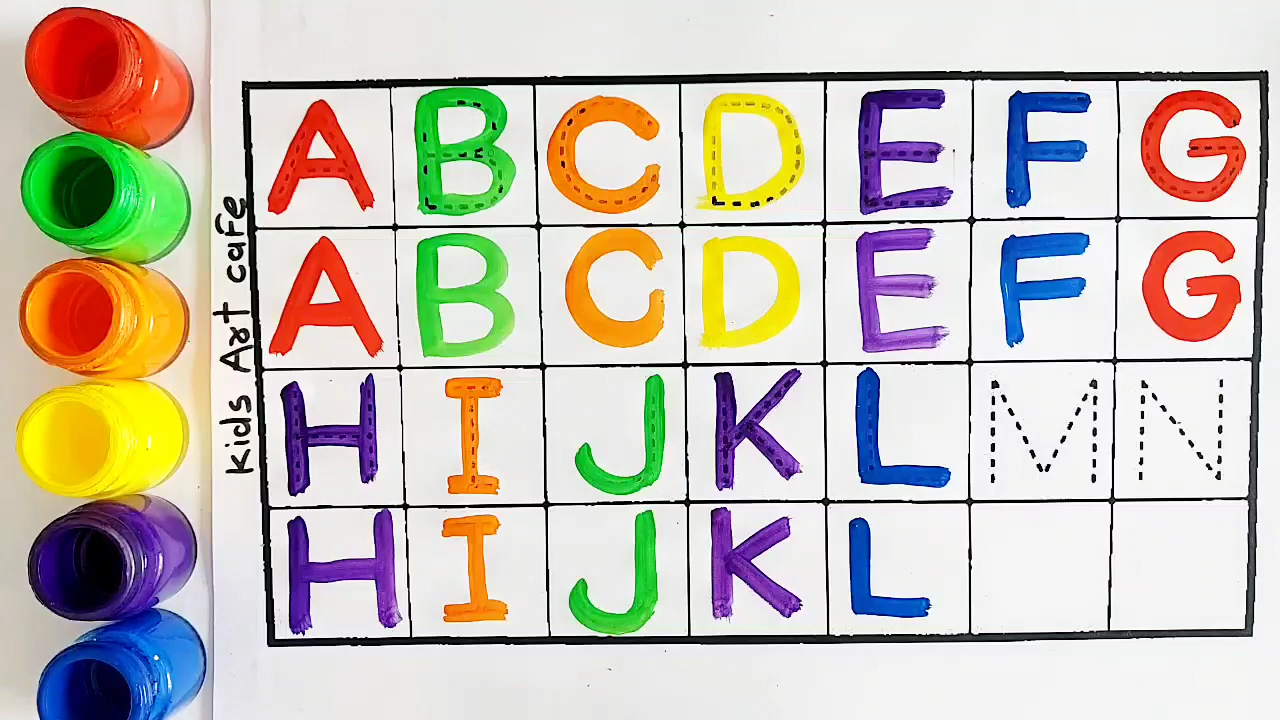 Kids Art cafe
A B C D E F G
A B C D E F G
H I J K L M N
H I J K L